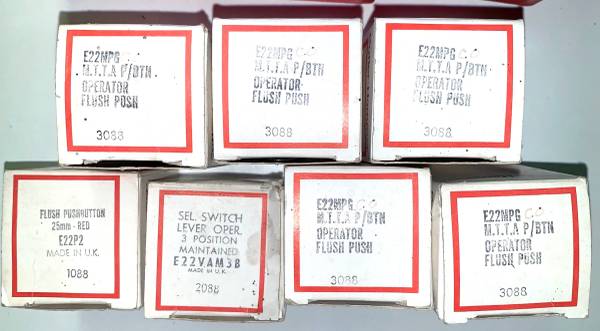 E22MPG
M.T.T.A P/BTN
OPERATOR
FLUSH PUSH
3088
E22MPG
M.T.T.A P/BTN
OPERATOR
FLUSH PUSH
3088
E22MPG
M.T.T.A P/BTN
OPERATOR
FLUSH PUSH
3088
FLUSH PUSHBUTTON
25mm - RED
E22P2
MADE IN U.K.
1088
SEL. SWITCH
LEVER OPER.
3 POSITION
MAINTAINED
E22VAM3B
MADE IN U.K.
2088
E22MPG
M.T.T.A P/BTN
OPERATOR
FLUSH PUSH
3088
E22MPG
M.T.T.A P/BTN
OPERATOR
FLUSH PUSH
3088